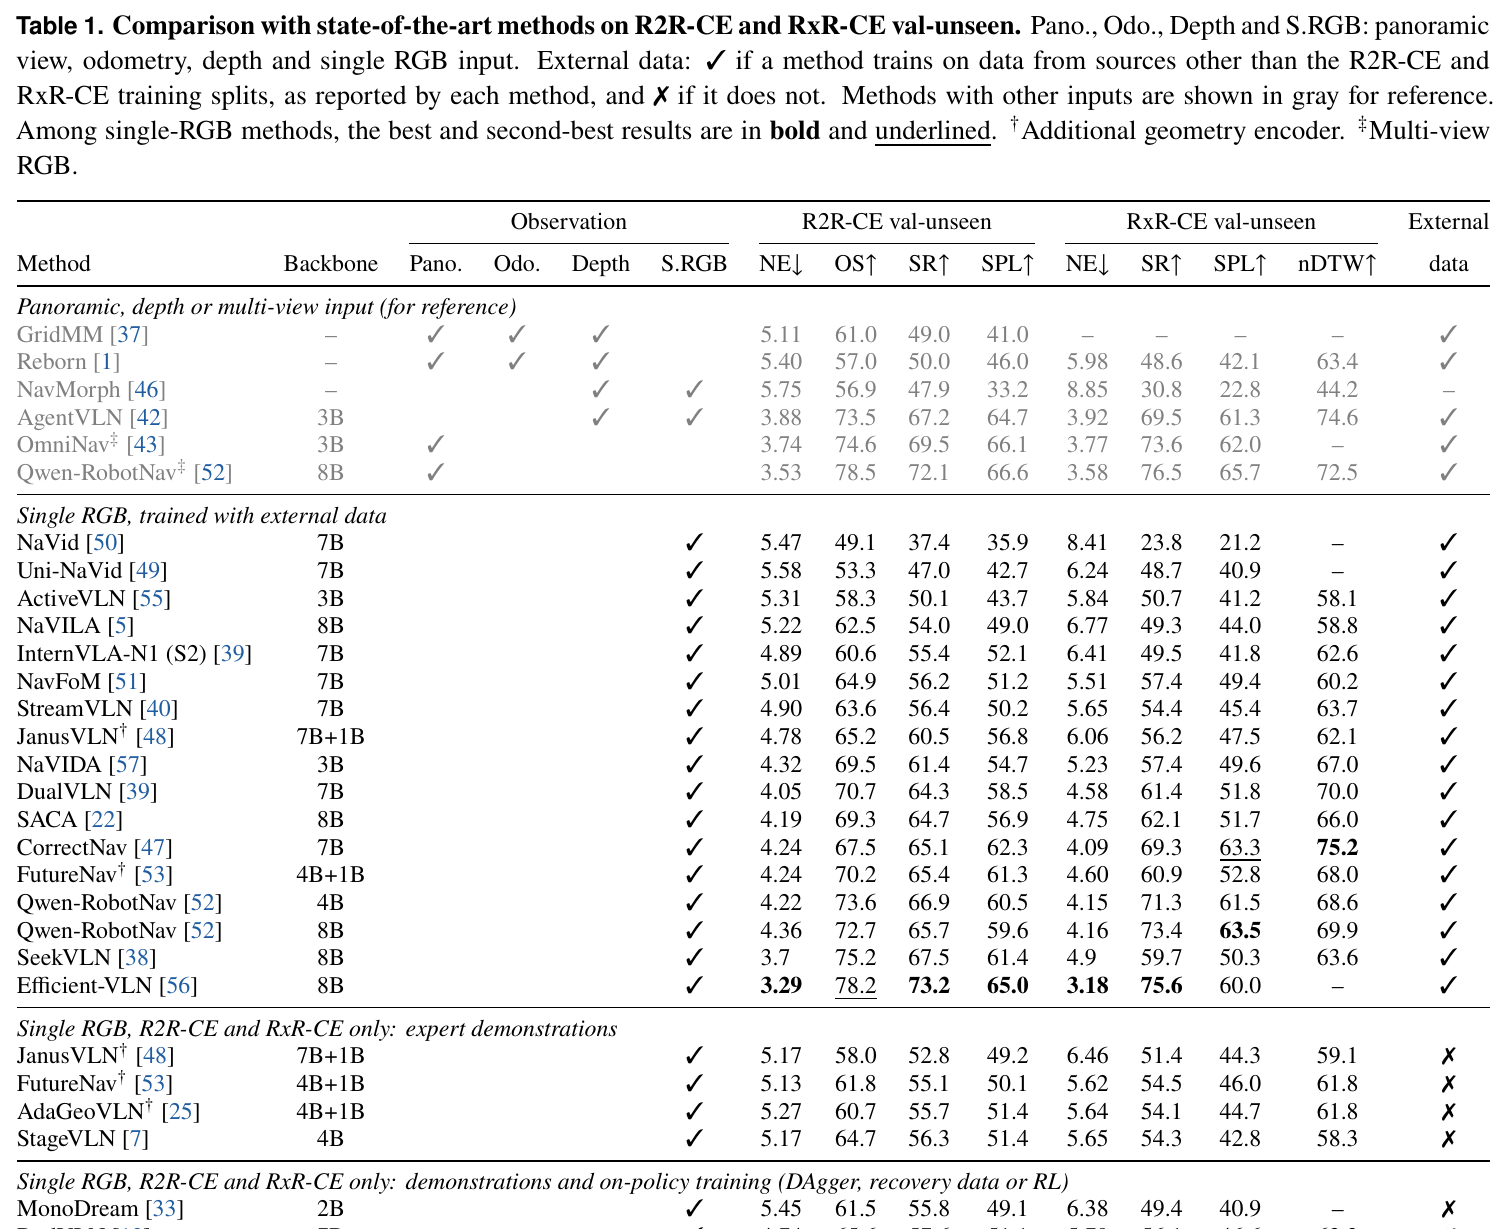 Table 1. Comparison with state-of-the-art methods on R2R-CE and RxR-CE val-unseen. Pano., Odo., Depth and S.RGB: panoramic
view, odometry, depth and single RGB input. External data: ✓ if a method trains on data from sources other than the R2R-CE and
RxR-CE training splits, as reported by each method, and ✗ if it does not. Methods with other inputs are shown in gray for reference.
Among single-RGB methods, the best and second-best results are in bold and underlined. †Additional geometry encoder. ‡Multi-view
RGB.
Observation R2R-CE val-unseen RxR-CE val-unseen External
Method Backbone Pano. Odo. Depth S.RGB NE↓ OS↑ SR↑ SPL↑ NE↓ SR↑ SPL↑ nDTW↑ data
Panoramic, depth or multi-view input (for reference)
GridMM [37] – ✓ ✓ ✓ 5.11 61.0 49.0 41.0 – – – – ✓
Reborn [1] – ✓ ✓ ✓ 5.40 57.0 50.0 46.0 5.98 48.6 42.1 63.4 ✓
NavMorph [46] – ✓ ✓ 5.75 56.9 47.9 33.2 8.85 30.8 22.8 44.2 –
AgentVLN [42] 3B ✓ ✓ 3.88 73.5 67.2 64.7 3.92 69.5 61.3 74.6 ✓
OmniNav‡ [43] 3B ✓ 3.74 74.6 69.5 66.1 3.77 73.6 62.0 – ✓
Qwen-RobotNav‡ [52] 8B ✓ 3.53 78.5 72.1 66.6 3.58 76.5 65.7 72.5 ✓
Single RGB, trained with external data
NaVid [50] 7B ✓ 5.47 49.1 37.4 35.9 8.41 23.8 21.2 – ✓
Uni-NaVid [49] 7B ✓ 5.58 53.3 47.0 42.7 6.24 48.7 40.9 – ✓
ActiveVLN [55] 3B ✓ 5.31 58.3 50.1 43.7 5.84 50.7 41.2 58.1 ✓
NaVILA [5] 8B ✓ 5.22 62.5 54.0 49.0 6.77 49.3 44.0 58.8 ✓
InternVLA-N1 (S2) [39] 7B ✓ 4.89 60.6 55.4 52.1 6.41 49.5 41.8 62.6 ✓
NavFoM [51] 7B ✓ 5.01 64.9 56.2 51.2 5.51 57.4 49.4 60.2 ✓
StreamVLN [40] 7B ✓ 4.90 63.6 56.4 50.2 5.65 54.4 45.4 63.7 ✓
JanusVLN† [48] 7B+1B ✓ 4.78 65.2 60.5 56.8 6.06 56.2 47.5 62.1 ✓
NaVIDA [57] 3B ✓ 4.32 69.5 61.4 54.7 5.23 57.4 49.6 67.0 ✓
DualVLN [39] 7B ✓ 4.05 70.7 64.3 58.5 4.58 61.4 51.8 70.0 ✓
SACA [22] 8B ✓ 4.19 69.3 64.7 56.9 4.75 62.1 51.7 66.0 ✓
CorrectNav [47] 7B ✓ 4.24 67.5 65.1 62.3 4.09 69.3 63.3 75.2 ✓
FutureNav† [53] 4B+1B ✓ 4.24 70.2 65.4 61.3 4.60 60.9 52.8 68.0 ✓
Qwen-RobotNav [52] 4B ✓ 4.22 73.6 66.9 60.5 4.15 71.3 61.5 68.6 ✓
Qwen-RobotNav [52] 8B ✓ 4.36 72.7 65.7 59.6 4.16 73.4 63.5 69.9 ✓
SeekVLN [38] 8B ✓ 3.7 75.2 67.5 61.4 4.9 59.7 50.3 63.6 ✓
Efficient-VLN [56] 8B ✓ 3.29 78.2 73.2 65.0 3.18 75.6 60.0 – ✓
Single RGB, R2R-CE and RxR-CE only: expert demonstrations
JanusVLN† [48] 7B+1B ✓ 5.17 58.0 52.8 49.2 6.46 51.4 44.3 59.1 ✗
FutureNav† [53] 4B+1B ✓ 5.13 61.8 55.1 50.1 5.62 54.5 46.0 61.8 ✗
AdaGeoVLN† [25] 4B+1B ✓ 5.27 60.7 55.7 51.4 5.64 54.1 44.7 61.8 ✗
StageVLN [7] 4B ✓ 5.17 64.7 56.3 51.4 5.65 54.3 42.8 58.3 ✗
Single RGB, R2R-CE and RxR-CE only: demonstrations and on-policy training (DAgger, recovery data or RL)
MonoDream [33] 2B ✓ 5.45 61.5 55.8 49.1 6.38 49.4 40.9 – ✗